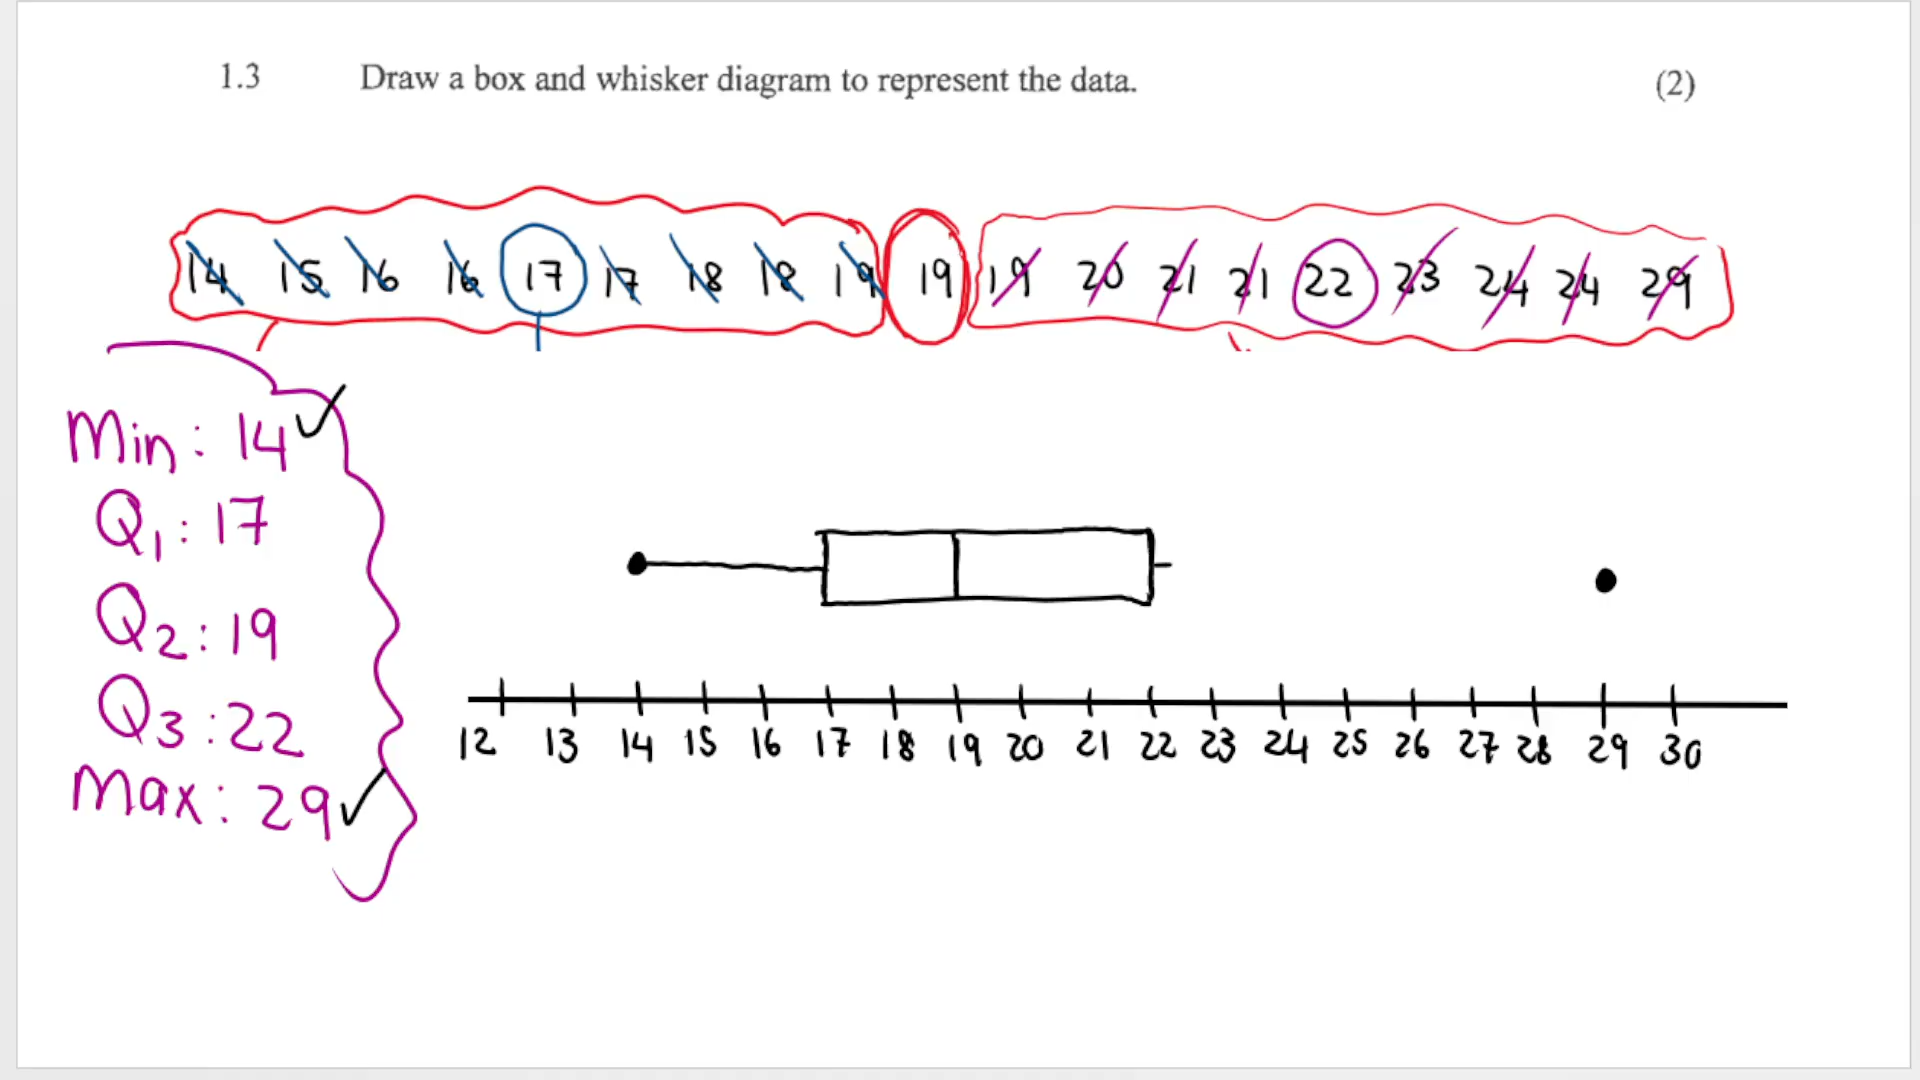 1.3 Draw a box and whisker diagram to represent the data. (2)
14 15 16 16 17 17 18 18 19 19 19 20 21 21 22 23 24 24 29
Min: 14
Q1: 17
Q2: 19
Q3: 22
Max: 29
12 13 14 15 16 17 18 19 20 21 22 23 24 25 26 27 28 29 30